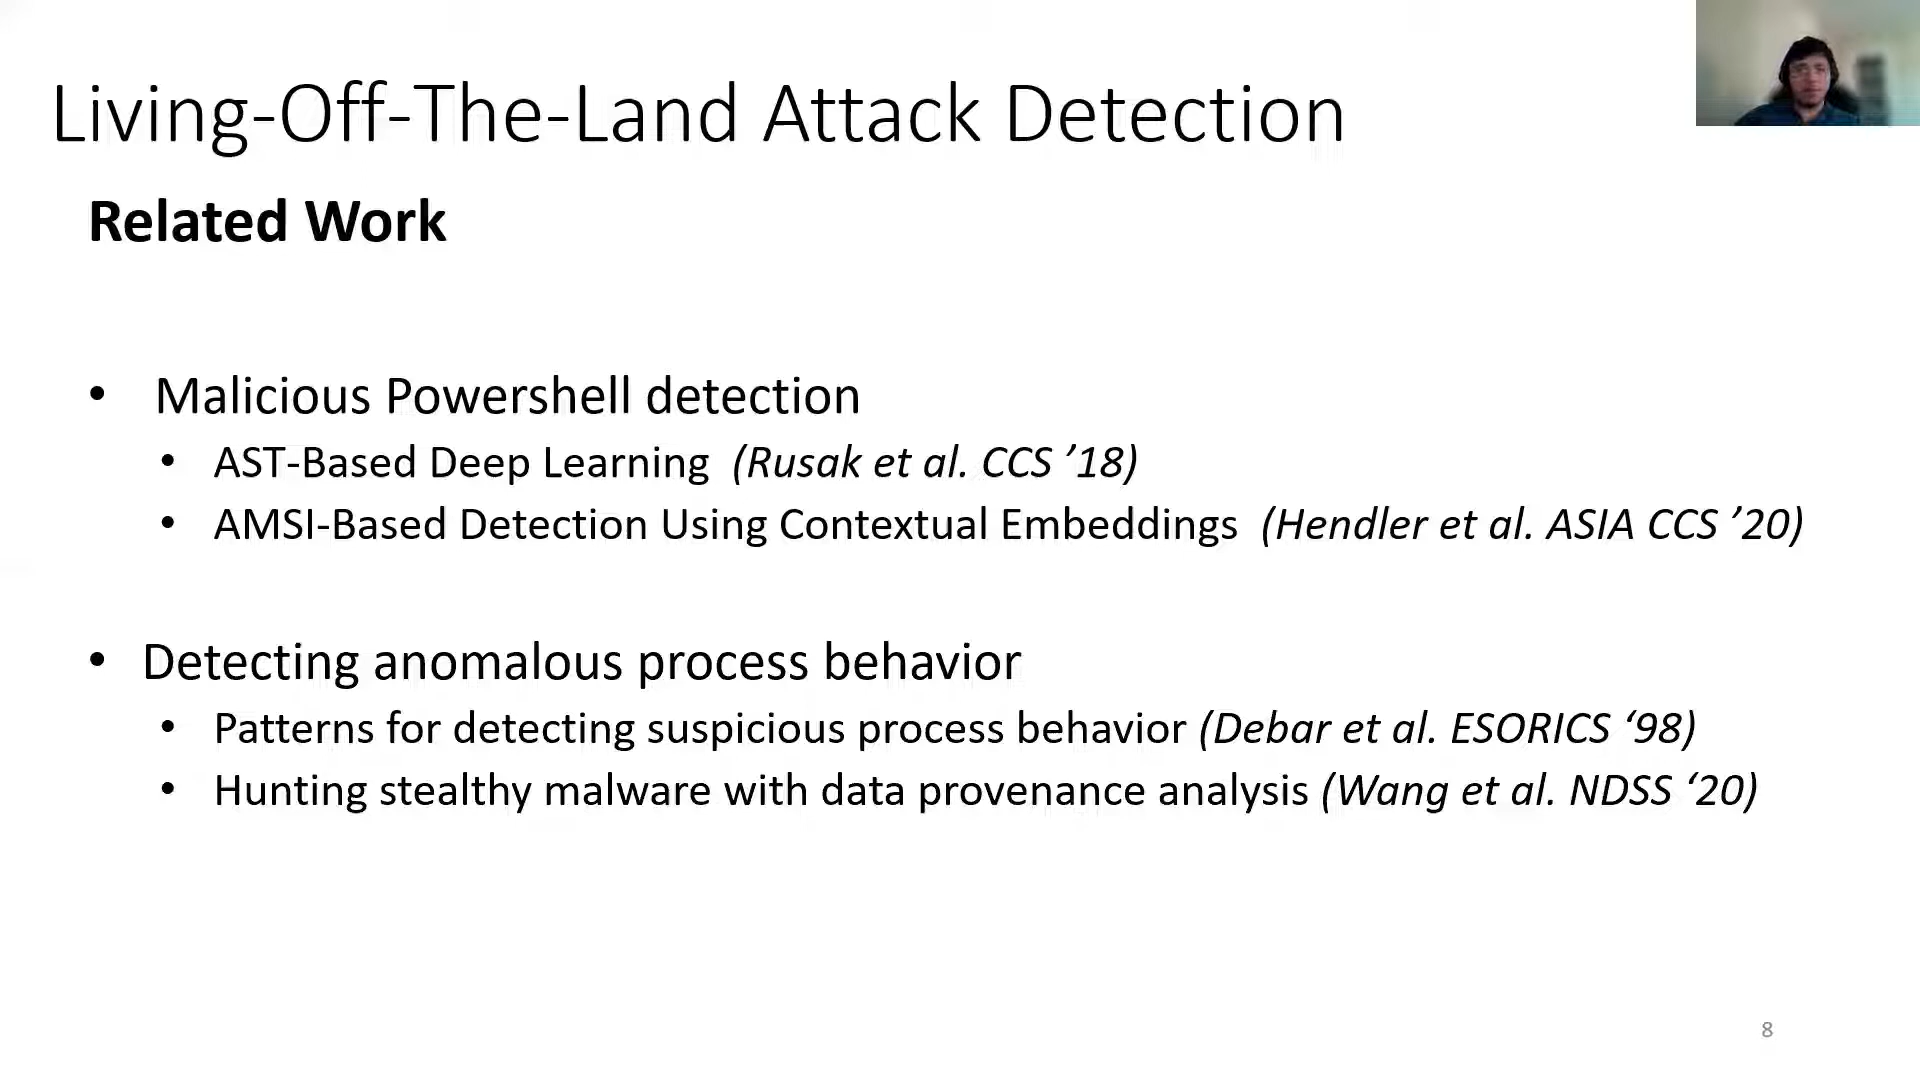 Living-Off-The-Land Attack Detection
Related Work
• Malicious Powershell detection
• AST-Based Deep Learning (Rusak et al. CCS ’18)
• AMSI-Based Detection Using Contextual Embeddings (Hendler et al. ASIA CCS ’20)
• Detecting anomalous process behavior
• Patterns for detecting suspicious process behavior (Debar et al. ESORICS ‘98)
• Hunting stealthy malware with data provenance analysis (Wang et al. NDSS ‘20)
8